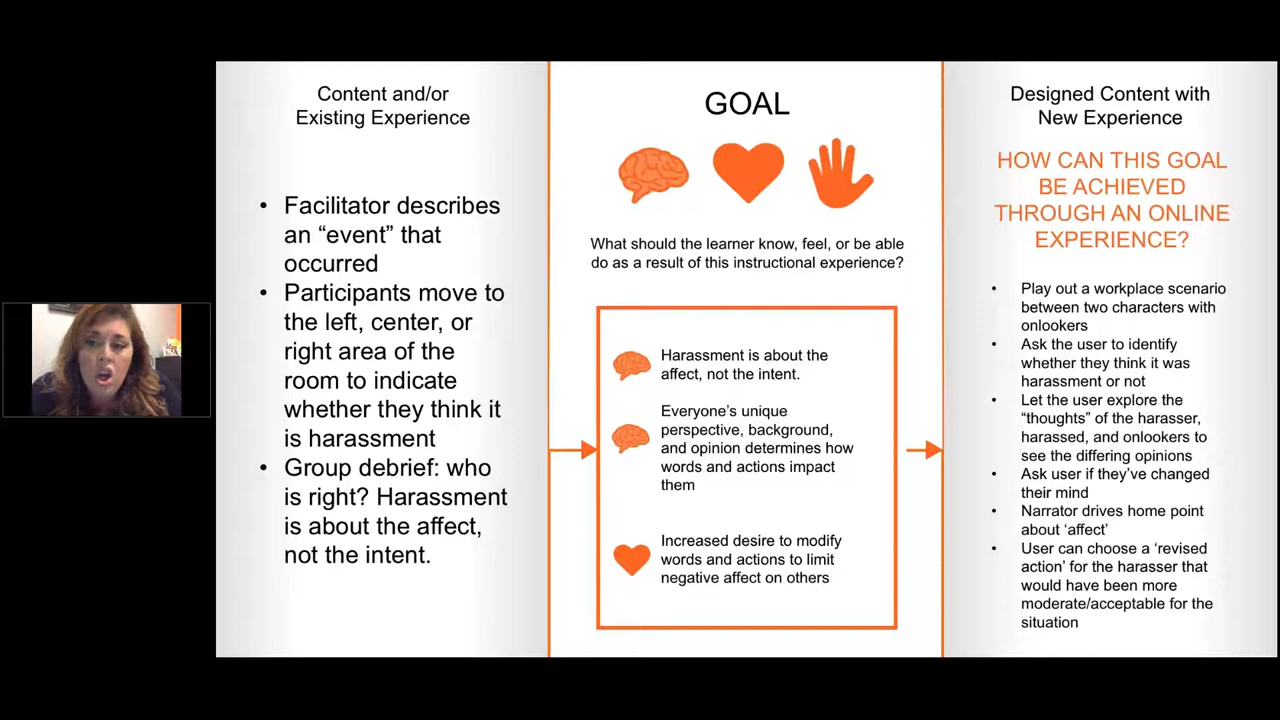 Content and/or
Existing Experience
• Facilitator describes
an “event” that
occurred
• Participants move to
the left, center, or
right area of the
room to indicate
whether they think it
is harassment
• Group debrief: who
is right? Harassment
is about the affect,
not the intent.
GOAL
What should the learner know, feel, or be able
do as a result of this instructional experience?
Harassment is about the
affect, not the intent.
Everyone’s unique
perspective, background,
and opinion determines how
words and actions impact
them
Increased desire to modify
words and actions to limit
negative affect on others
Designed Content with
New Experience
HOW CAN THIS GOAL
BE ACHIEVED
THROUGH AN ONLINE
EXPERIENCE?
• Play out a workplace scenario
between two characters with
onlookers
• Ask the user to identify
whether they think it was
harassment or not
• Let the user explore the
“thoughts” of the harasser,
harassed, and onlookers to
see the differing opinions
• Ask user if they’ve changed
their mind
• Narrator drives home point
about ‘affect’
• User can choose a ‘revised
action’ for the harasser that
would have been more
moderate/acceptable for the
situation